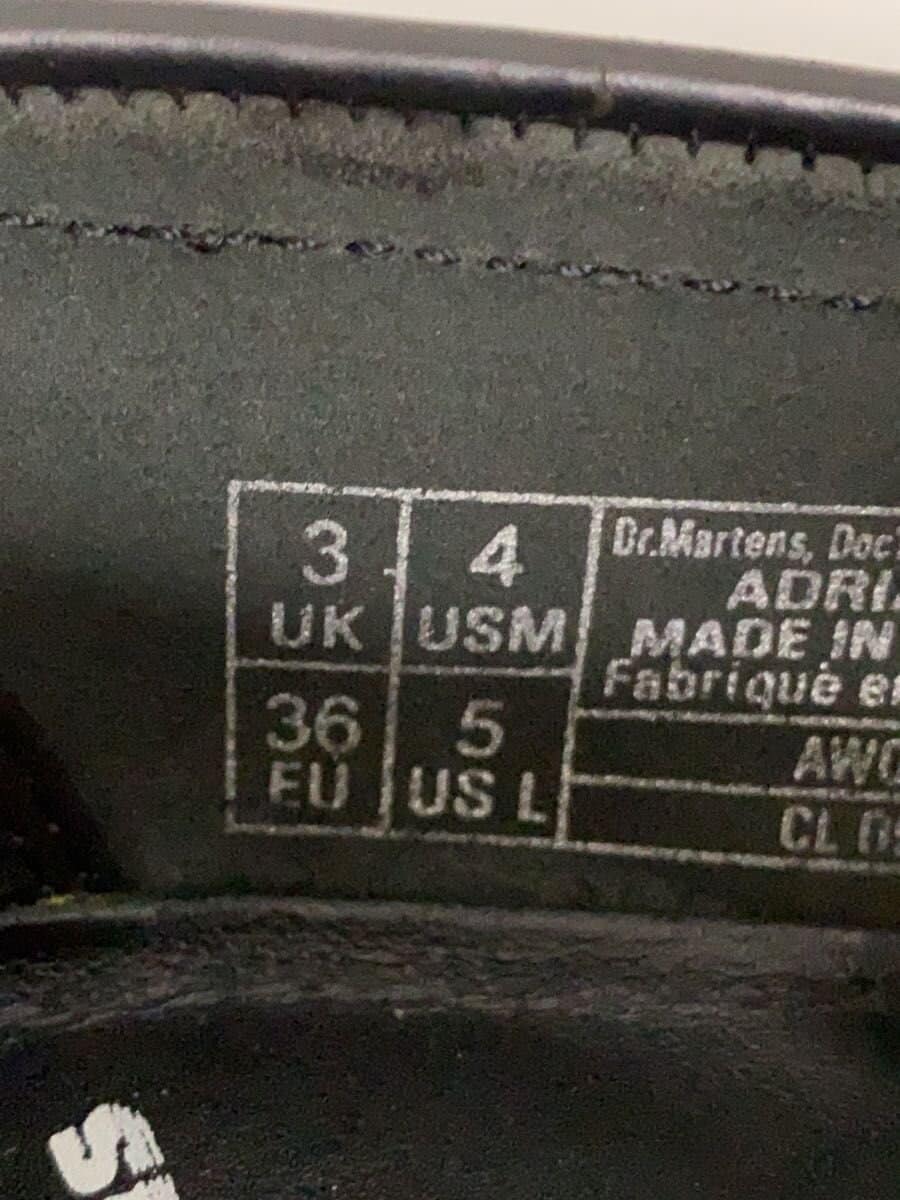 3
UK
4
USM
36
EU
5
US L
Dr.Martens, Doc
ADRI
MADE IN
Fabriqué
AW
CL